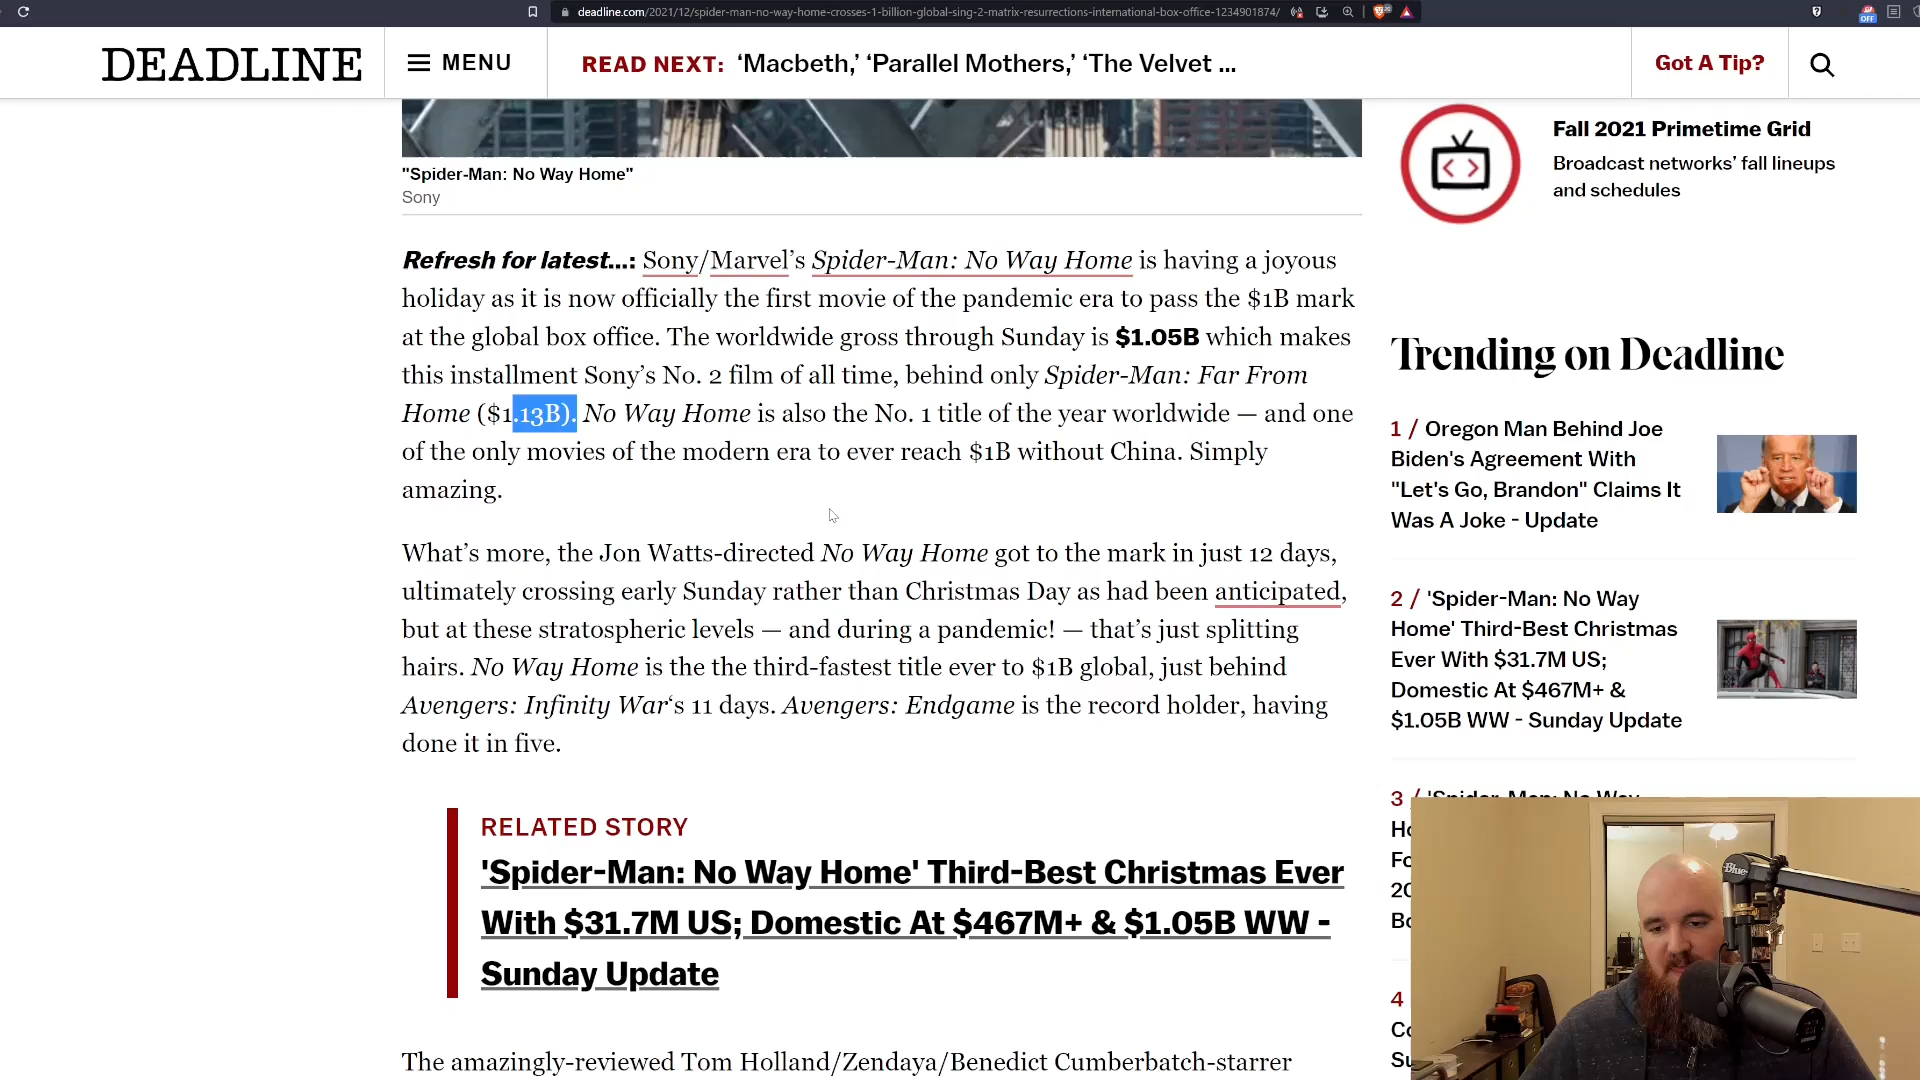 deadline.com/2021/12/spider-man-no-way-home-crosses-1-billion-global-sing-2-matrix-resurrections-international-box-office-1234901874/
OFF
DEADLINE
MENU
READ NEXT: ‘Macbeth,’ ‘Parallel Mothers,’ ‘The Velvet ...
Got A Tip?
"Spider-Man: No Way Home"
Sony
Refresh for latest...: Sony/Marvel’s Spider-Man: No Way Home is having a joyous
holiday as it is now officially the first movie of the pandemic era to pass the $1B mark
at the global box office. The worldwide gross through Sunday is $1.05B which makes
this installment Sony’s No. 2 film of all time, behind only Spider-Man: Far From
Home ($1.13B). No Way Home is also the No. 1 title of the year worldwide — and one
of the only movies of the modern era to ever reach $1B without China. Simply
amazing.
What’s more, the Jon Watts-directed No Way Home got to the mark in just 12 days,
ultimately crossing early Sunday rather than Christmas Day as had been anticipated,
but at these stratospheric levels — and during a pandemic! — that’s just splitting
hairs. No Way Home is the the third-fastest title ever to $1B global, just behind
Avengers: Infinity War‘s 11 days. Avengers: Endgame is the record holder, having
done it in five.
RELATED STORY
'Spider-Man: No Way Home' Third-Best Christmas Ever
With $31.7M US; Domestic At $467M+ & $1.05B WW -
Sunday Update
The amazingly-reviewed Tom Holland/Zendaya/Benedict Cumberbatch-starrer
Fall 2021 Primetime Grid
Broadcast networks’ fall lineups
and schedules
Trending on Deadline
1 / Oregon Man Behind Joe
Biden's Agreement With
"Let's Go, Brandon" Claims It
Was A Joke - Update
2 / 'Spider-Man: No Way
Home' Third-Best Christmas
Ever With $31.7M US;
Domestic At $467M+ &
$1.05B WW - Sunday Update
3 / 'Spider-Man: No Way
Ho
Fo
20
Bo
4
Co
Su
Blue